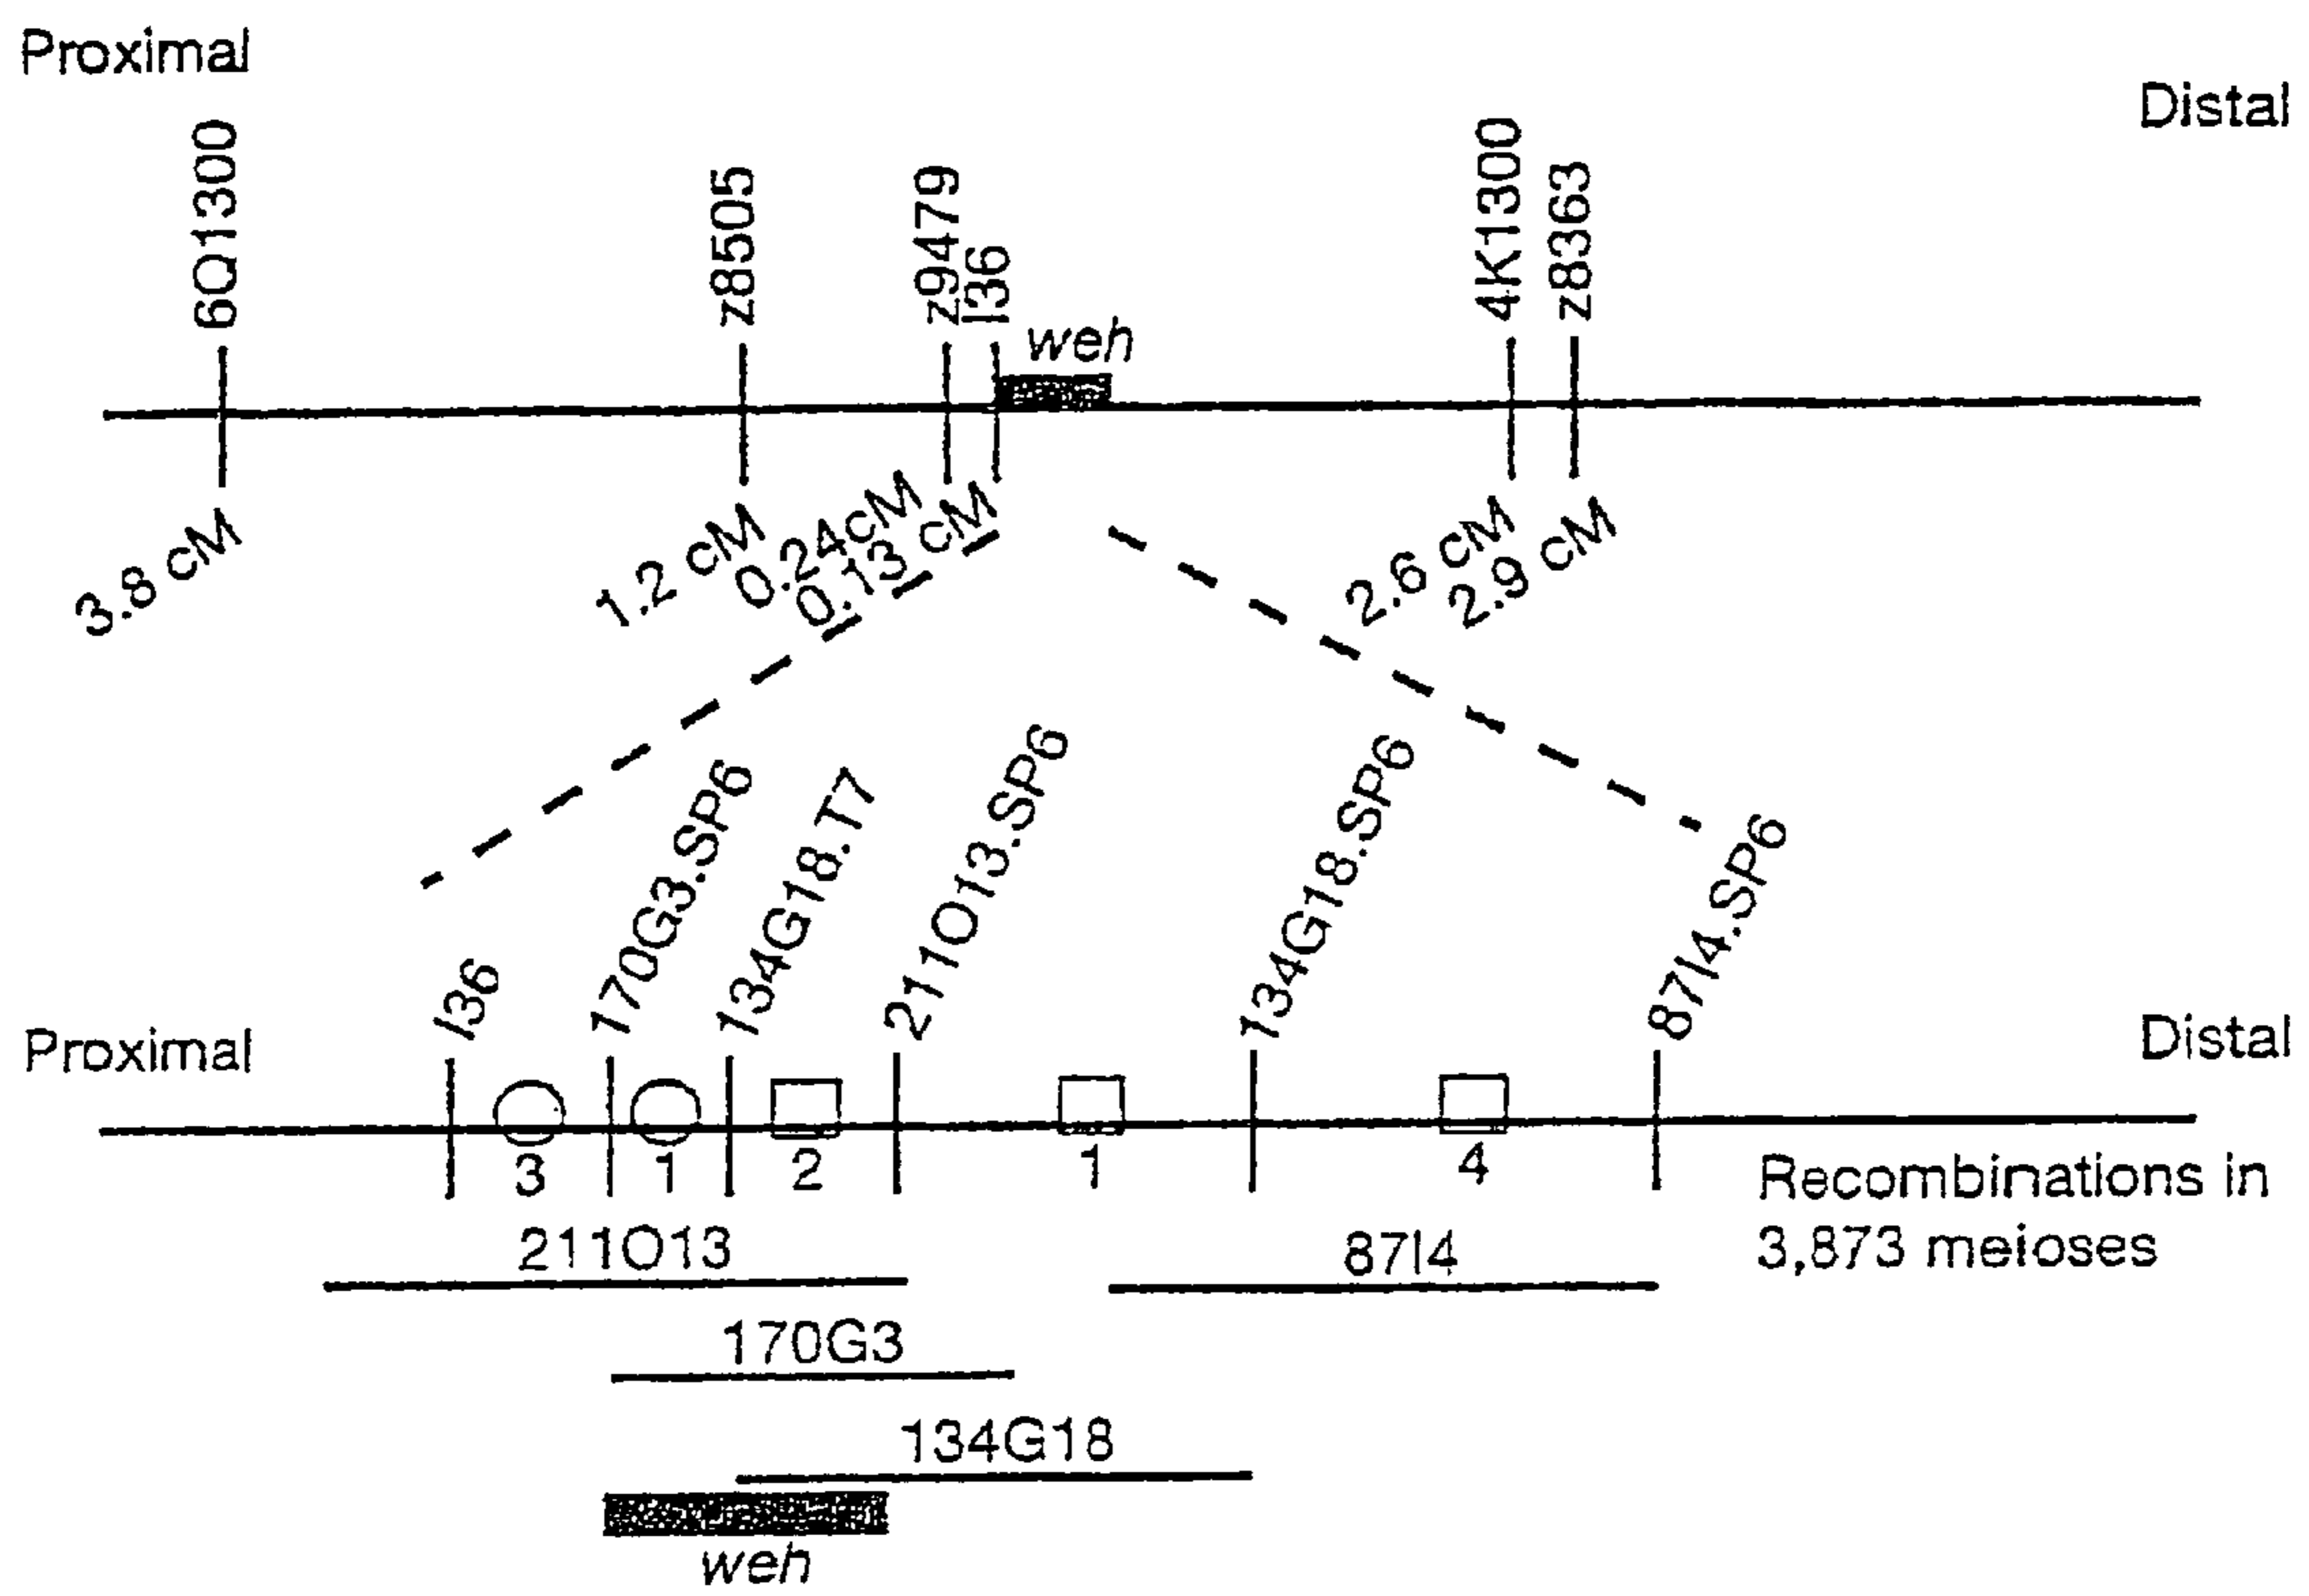 Proximal
Distal
6Q1300
z8505
z9479
I36
weh
4K1300
z8363
3.8 cM
1.2 cM
0.24cM
0.13 cM
2.6 cM
2.9 cM
I36
170G3.SP6
134G18.T7
211O13.SP6
134G18.SP6
87I4.SP6
Proximal
Distal
3
1
2
1
4
Recombinations in
3,873 meioses
211O13
87I4
170G3
134G18
weh